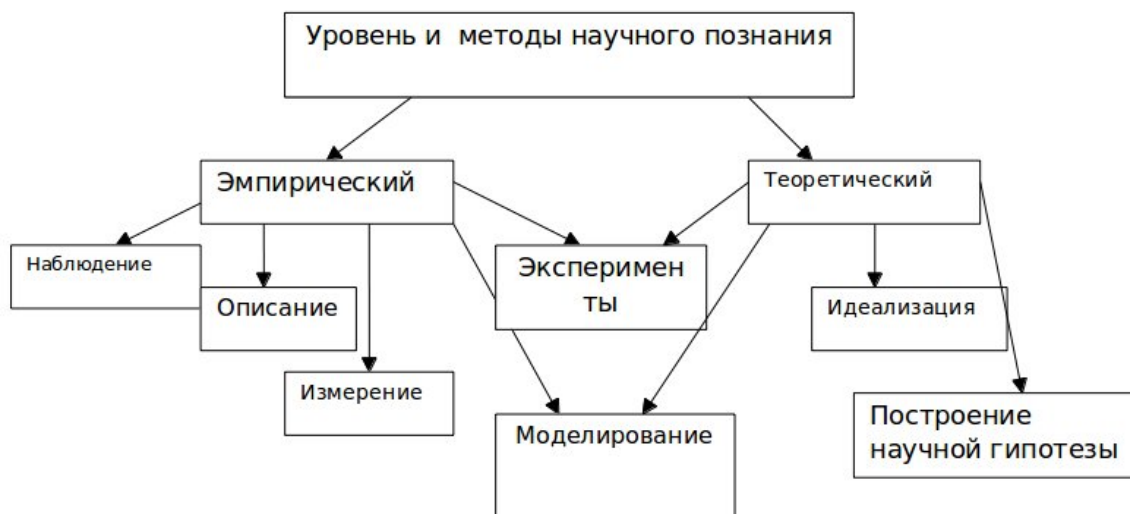 Уровень и методы научного познания
Эмпирический
Теоретический
Наблюдение
Эксперимен
ты
Описание
Идеализация
Измерение
Моделирование
Построение
научной гипотезы